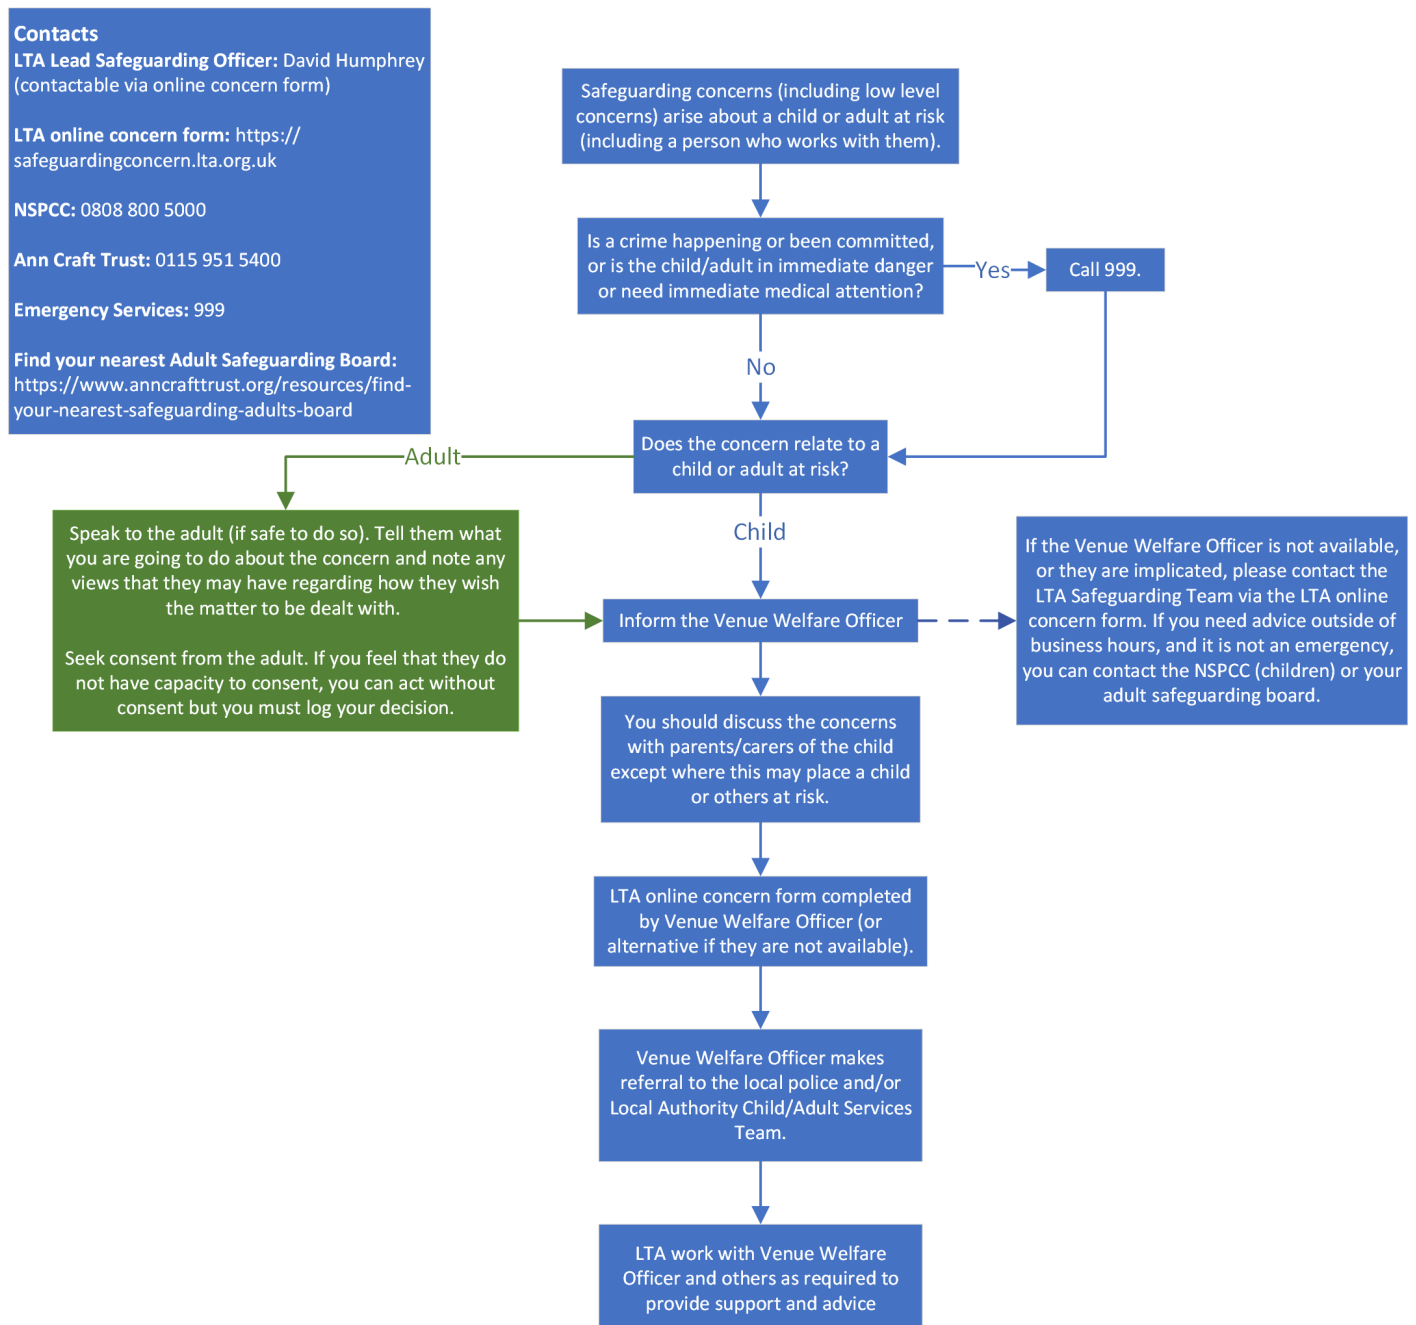 Contacts
LTA Lead Safeguarding Officer: David Humphrey
(contactable via online concern form)
LTA online concern form: https://
safeguardingconcern.lta.org.uk
NSPCC: 0808 800 5000
Ann Craft Trust: 0115 951 5400
Emergency Services: 999
Find your nearest Adult Safeguarding Board:
https://www.anncrafttrust.org/resources/find-
your-nearest-safeguarding-adults-board
Safeguarding concerns (including low level
concerns) arise about a child or adult at risk
(including a person who works with them).
Is a crime happening or been committed,
or is the child/adult in immediate danger
or need immediate medical attention?
Yes
Call 999.
No
Does the concern relate to a
child or adult at risk?
Adult
Speak to the adult (if safe to do so). Tell them what
you are going to do about the concern and note any
views that they may have regarding how they wish
the matter to be dealt with.
Seek consent from the adult. If you feel that they do
not have capacity to consent, you can act without
consent but you must log your decision.
Child
Inform the Venue Welfare Officer
If the Venue Welfare Officer is not available,
or they are implicated, please contact the
LTA Safeguarding Team via the LTA online
concern form. If you need advice outside of
business hours, and it is not an emergency,
you can contact the NSPCC (children) or your
adult safeguarding board.
You should discuss the concerns
with parents/carers of the child
except where this may place a child
or others at risk.
LTA online concern form completed
by Venue Welfare Officer (or
alternative if they are not available).
Venue Welfare Officer makes
referral to the local police and/or
Local Authority Child/Adult Services
Team.
LTA work with Venue Welfare
Officer and others as required to
provide support and advice